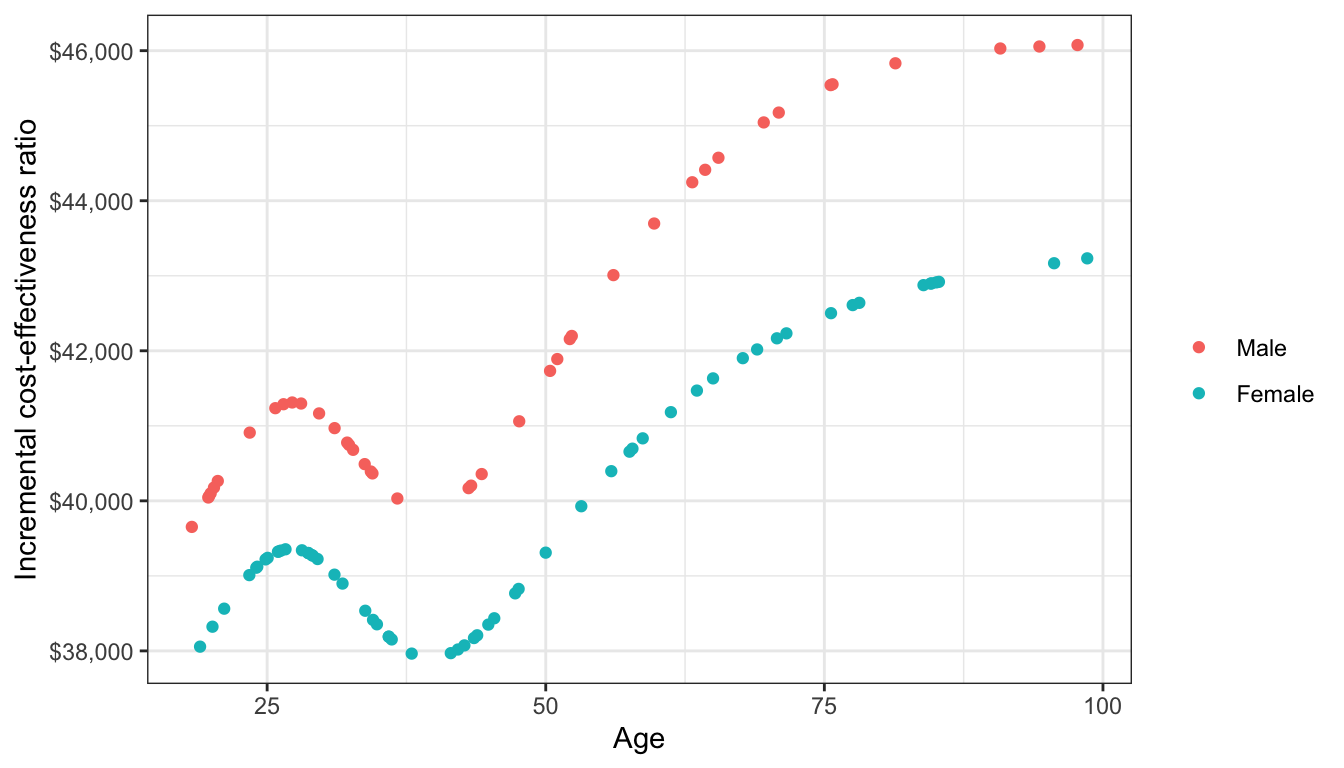 Incremental cost-effectiveness ratio
$46,000
$44,000
$42,000
$40,000
$38,000
25
50
75
100
Age
Male
Female